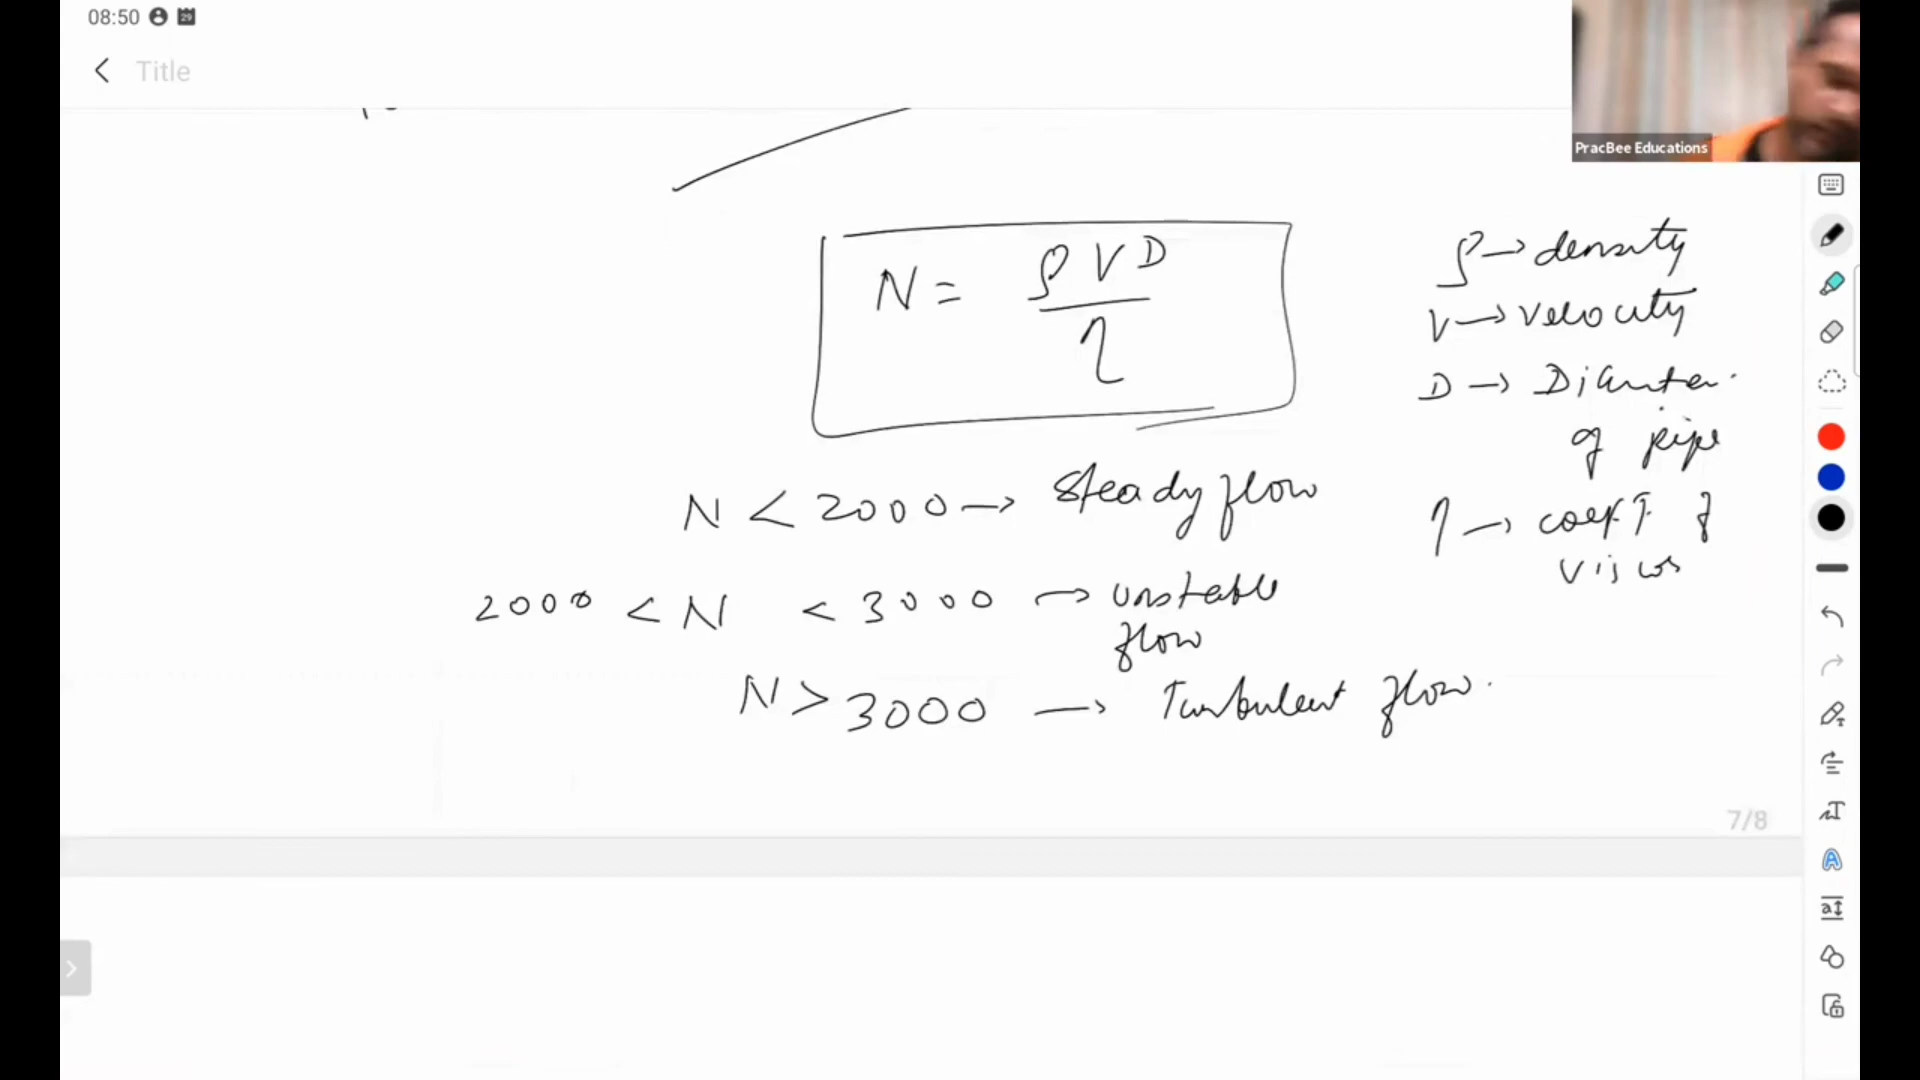 08:50
29
Title
PracBee Educations
N = ρVD / η
ρ → density
V → velocity
D → Diameter
of pipe
η → coeff of
viscos
N < 2000 → Steady flow
2000 < N < 3000 → unstable
flow
N > 3000 → Turbulent flow.
7/8